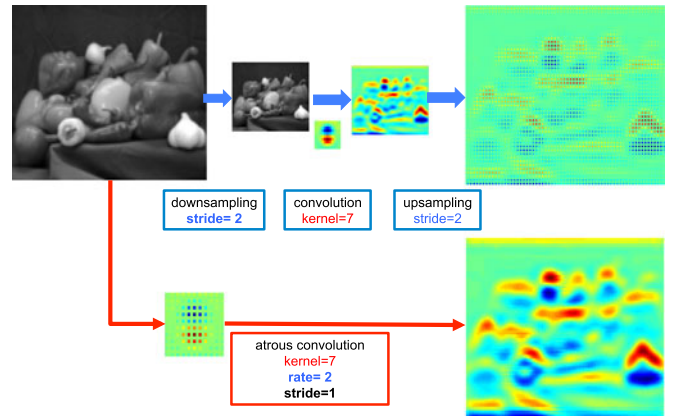 downsampling
stride= 2
convolution
kernel=7
upsampling
stride=2
atrous convolution
kernel=7
rate= 2
stride=1